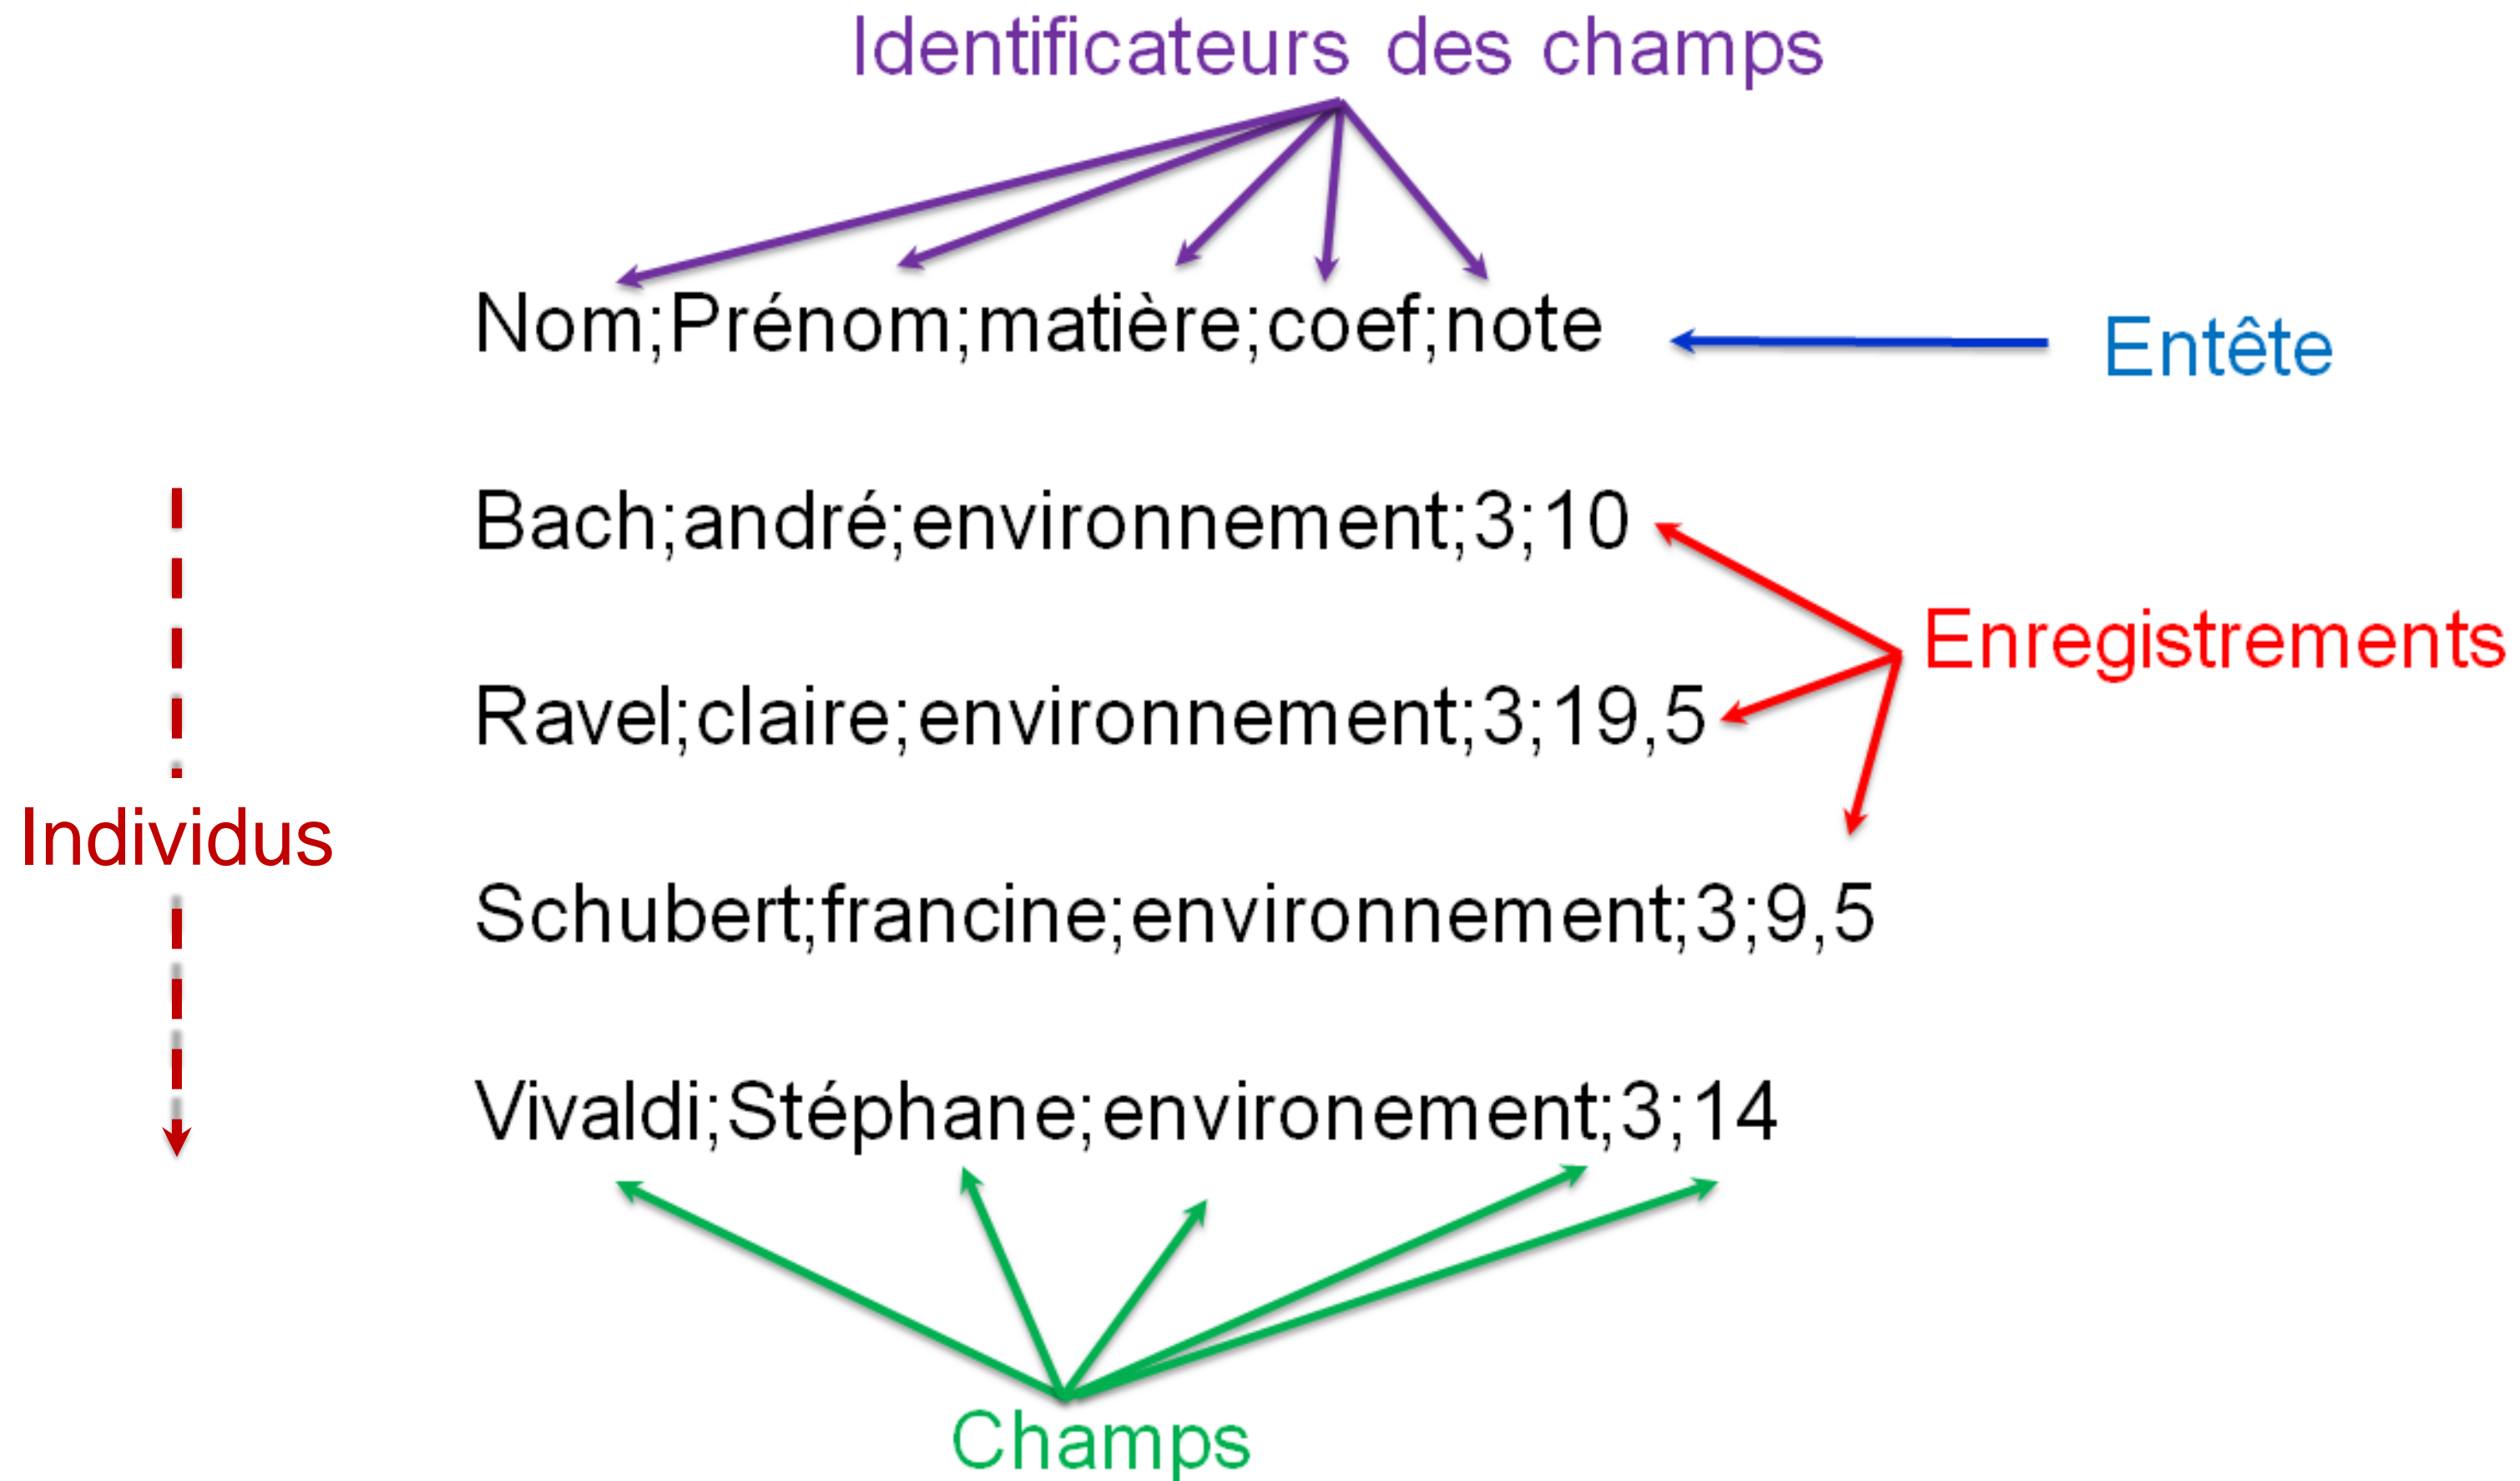 Identificateurs des champs
Nom;Prénom;matière;coef;note
Entête
Bach;andré;environnement;3;10
Enregistrements
Ravel;claire;environnement;3;19,5
Individus
Schubert;francine;environnement;3;9,5
Vivaldi;Stéphane;environement;3;14
Champs